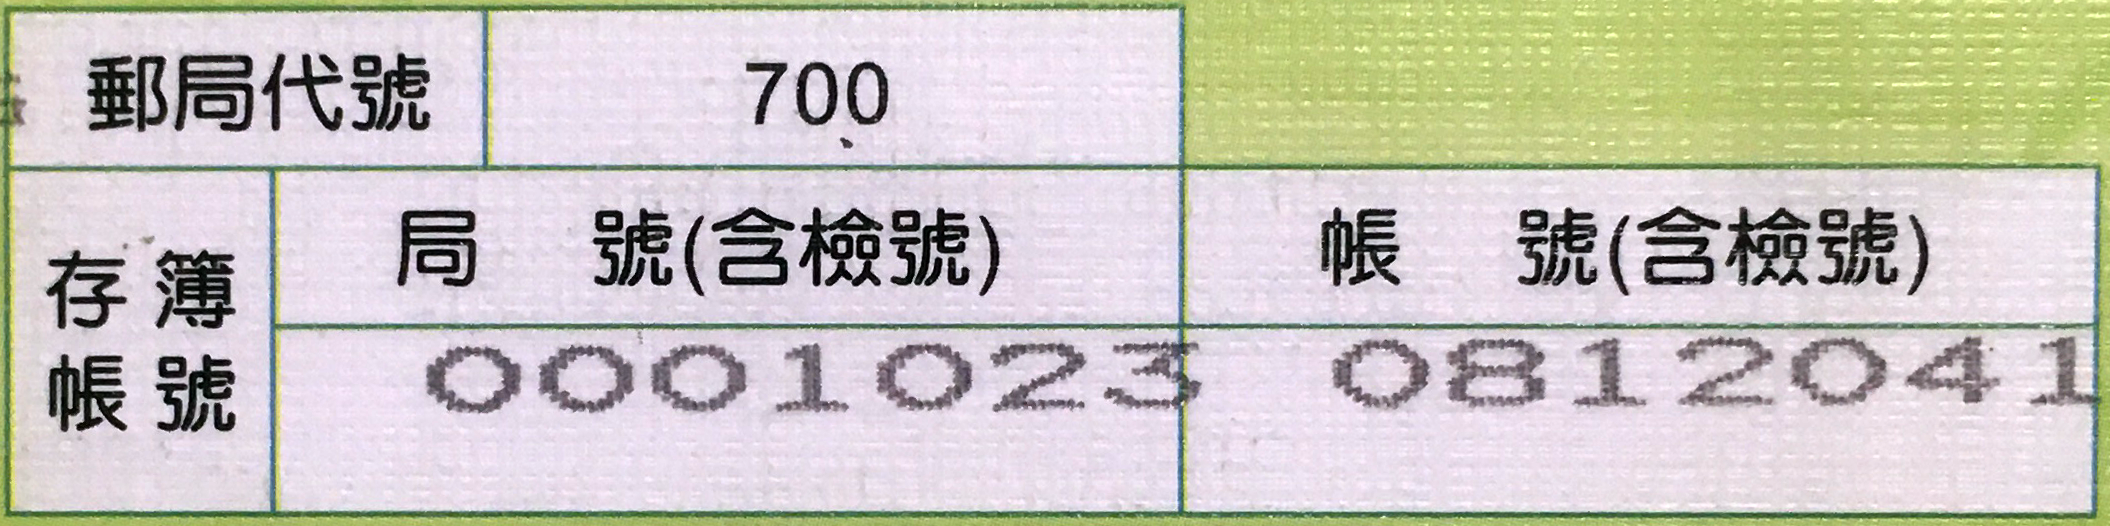 郵局代號 700
局 號(含檢號) 帳 號(含檢號)
存簿
帳號
0001023 0812041